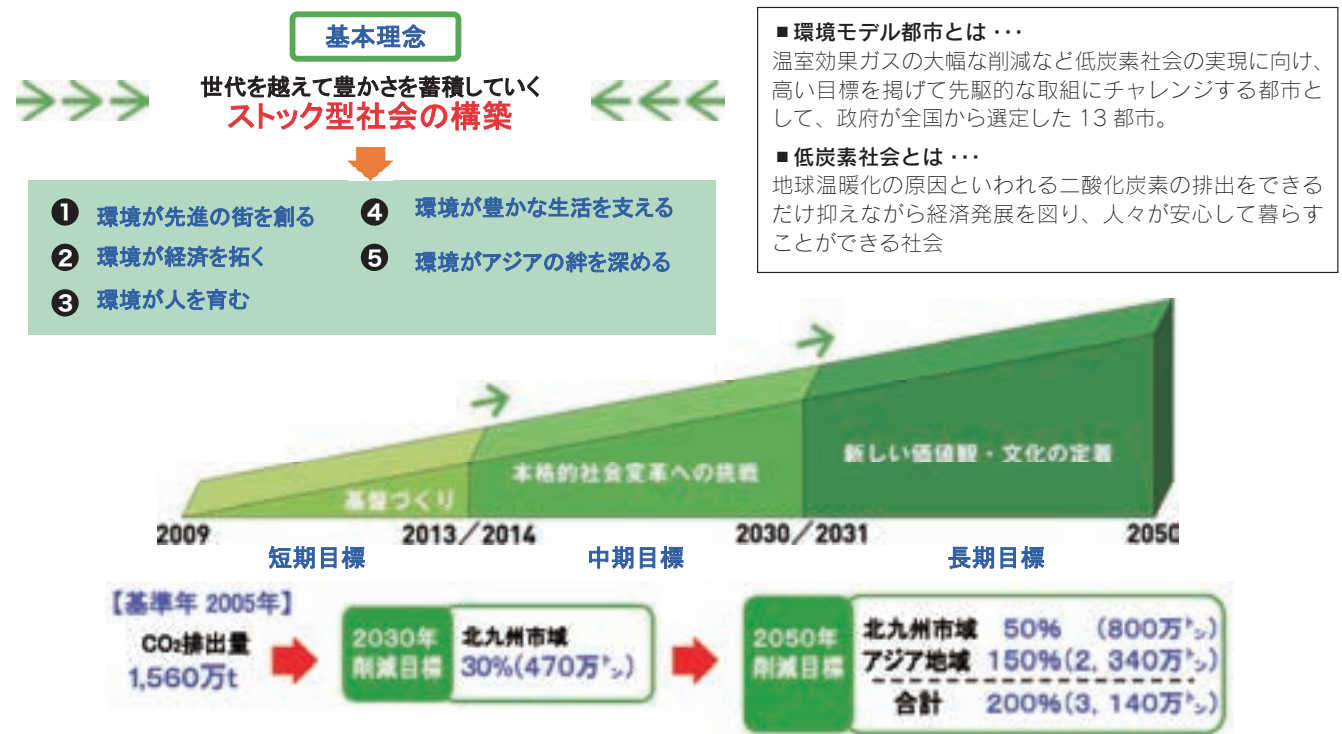 基本理念
世代を越えて豊かさを蓄積していく
ストック型社会の構築
❶ 環境が先進の街を創る
❷ 環境が経済を拓く
❸ 環境が人を育む
❹ 環境が豊かな生活を支える
❺ 環境がアジアの絆を深める
■環境モデル都市とは・・・
温室効果ガスの大幅な削減など低炭素社会の実現に向け、
高い目標を掲げて先駆的な取組にチャレンジする都市と
して、政府が全国から選定した 13 都市。
■低炭素社会とは・・・
地球温暖化の原因といわれる二酸化炭素の排出をできる
だけ抑えながら経済発展を図り、人々が安心して暮らす
ことができる社会
基盤づくり
本格的社会変革への挑戦
新しい価値観・文化の定着
2009 2013／2014 2030／2031 2050
短期目標 中期目標 長期目標
【基準年 2005年】
CO₂排出量
1,560万t
2030年
削減目標
北九州市域
30%(470万㌧)
2050年
削減目標
北九州市域 50% (800万㌧)
アジア地域 150%(2, 340万㌧)
合計 200%(3, 140万㌧)